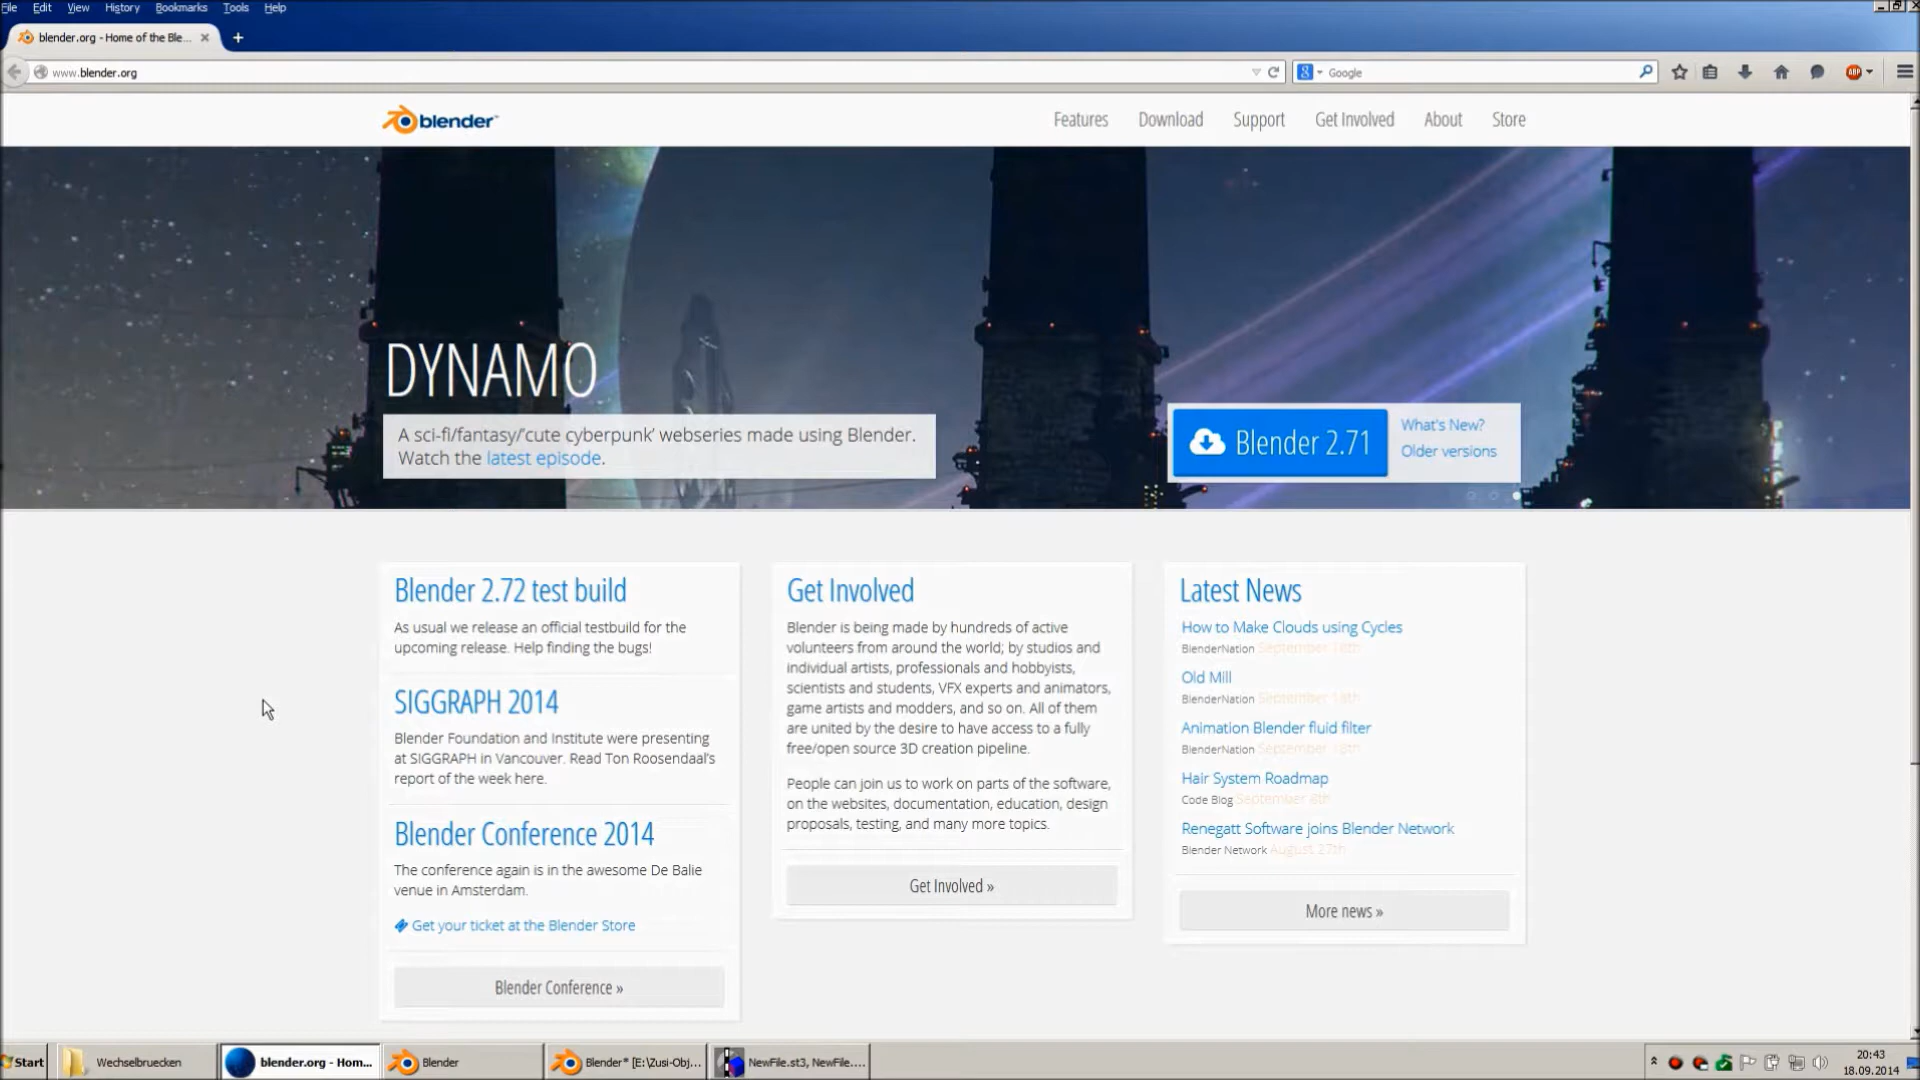 File Edit View History Bookmarks Tools Help
blender.org - Home of the Ble...
www.blender.org
Google
ABP
blender
Features Download Support Get Involved About Store
DYNAMO
A sci-fi/fantasy/'cute cyberpunk' webseries made using Blender.
Watch the latest episode.
Blender 2.71
What's New?
Older versions
Blender 2.72 test build
As usual we release an official testbuild for the
upcoming release. Help finding the bugs!
SIGGRAPH 2014
Blender Foundation and Institute were presenting
at SIGGRAPH in Vancouver. Read Ton Roosendaal's
report of the week here.
Blender Conference 2014
The conference again is in the awesome De Balie
venue in Amsterdam.
Get your ticket at the Blender Store
Blender Conference »
Get Involved
Blender is being made by hundreds of active
volunteers from around the world; by studios and
individual artists, professionals and hobbyists,
scientists and students, VFX experts and animators,
game artists and modders, and so on. All of them
are united by the desire to have access to a fully
free/open source 3D creation pipeline.
People can join us to work on parts of the software,
on the websites, documentation, education, design
proposals, testing, and many more topics.
Get Involved »
Latest News
How to Make Clouds using Cycles
BlenderNation September
Old Mill
BlenderNation September
Animation Blender fluid filter
BlenderNation September
Hair System Roadmap
Code Blog September
Renegatt Software joins Blender Network
Blender Network August 27th
More news »
Start
Wechselbruecken
blender.org - Hom...
Blender
Blender* [E:\Zusi-Obj...
NewFile.st3, NewFile....
20:43
18.09.2014